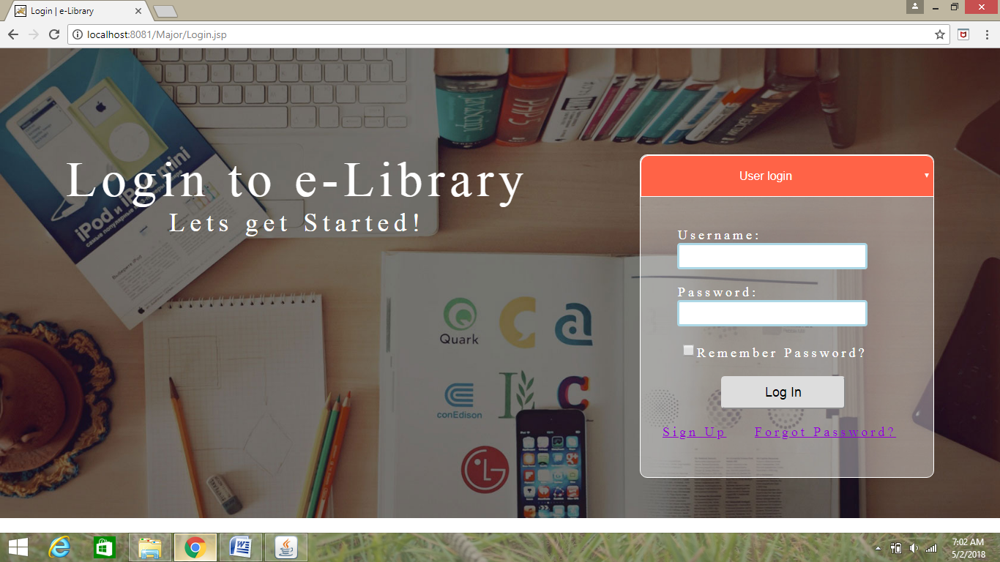 Login | e-Library
localhost:8081/Major/Login.jsp
JavaScript
iPod и iPod mini
Login to e-Library
Lets get Started!
User login
Username:
Password:
Quark
Remember Password?
conEdison
Log In
Sign Up Forgot Password?
LG
7:02 AM
5/2/2018